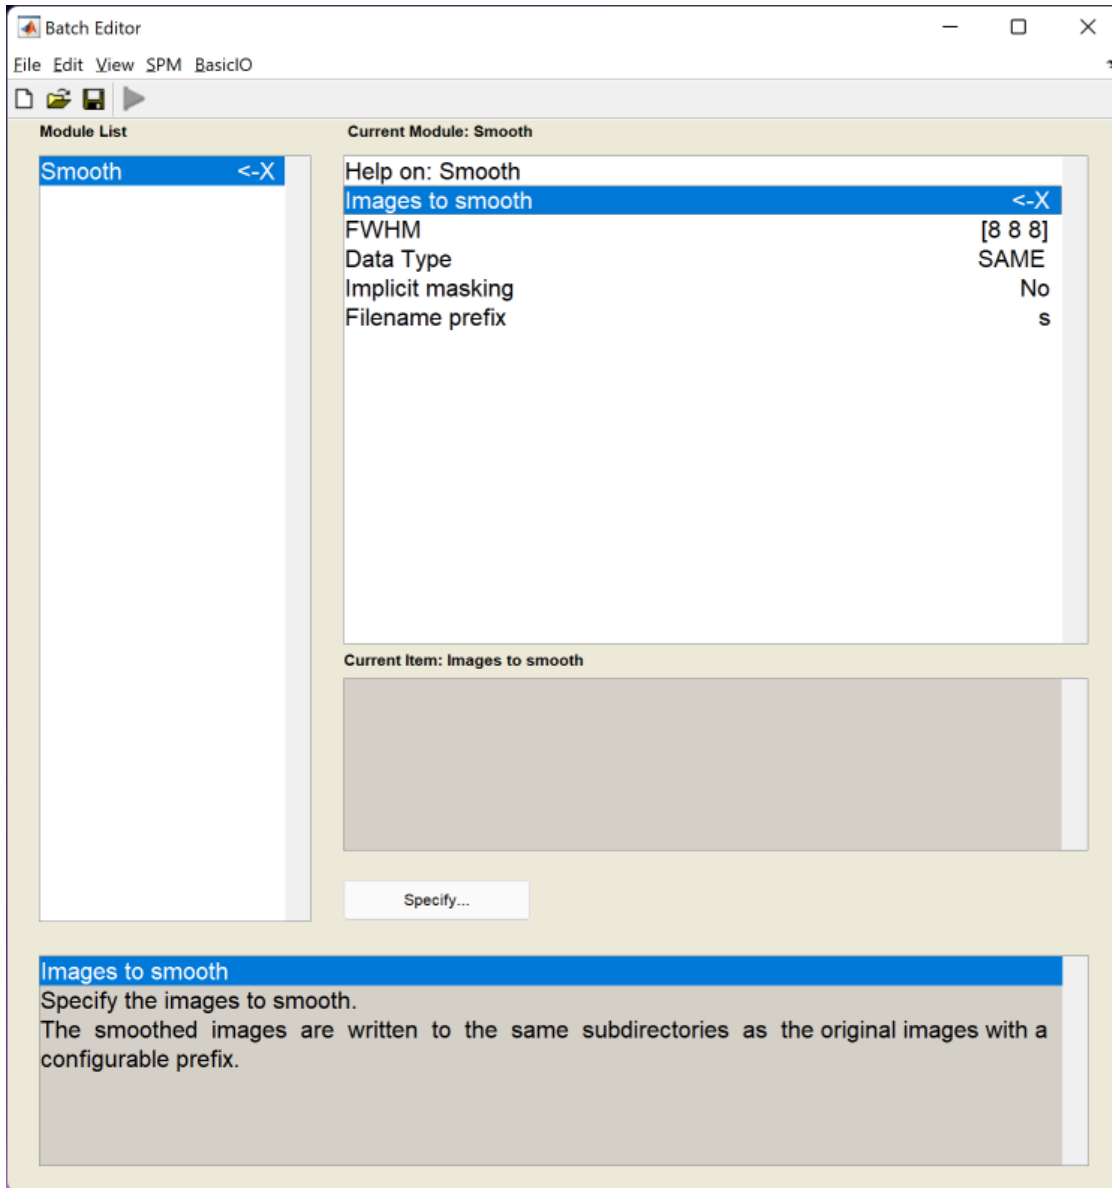 Batch Editor
File Edit View SPM BasicIO
Module List
Current Module: Smooth
Smooth <-X
Help on: Smooth
Images to smooth <-X
FWHM [8 8 8]
Data Type SAME
Implicit masking No
Filename prefix s
Current Item: Images to smooth
Specify...
Images to smooth
Specify the images to smooth.
The smoothed images are written to the same subdirectories as the original images with a
configurable prefix.